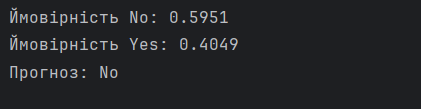 Ймовірність No: 0.5951
Ймовірність Yes: 0.4049
Прогноз: No